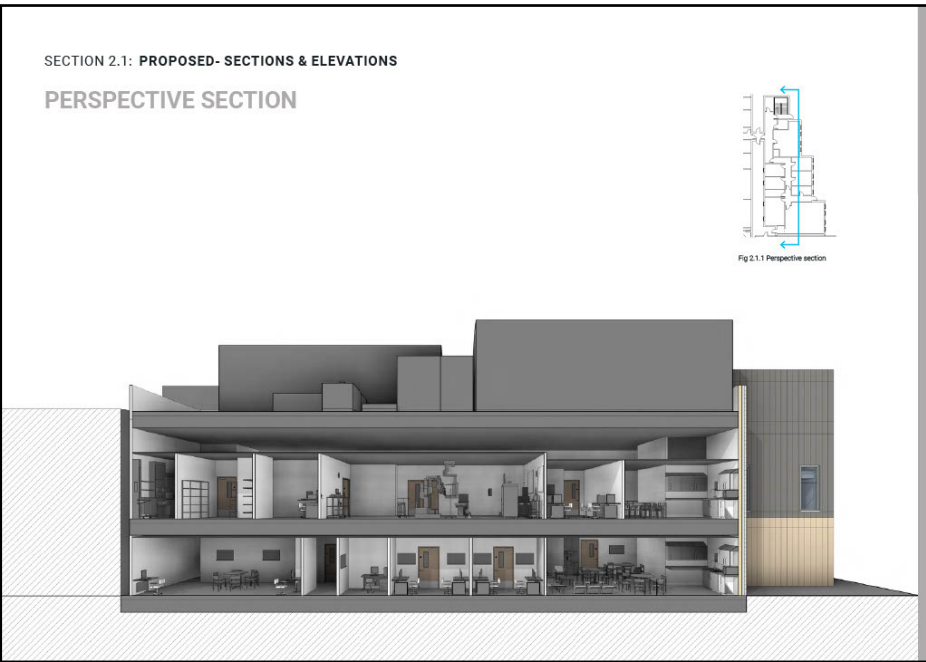 SECTION 2.1: PROPOSED- SECTIONS & ELEVATIONS
PERSPECTIVE SECTION
Fig 2.1.1 Perspective section